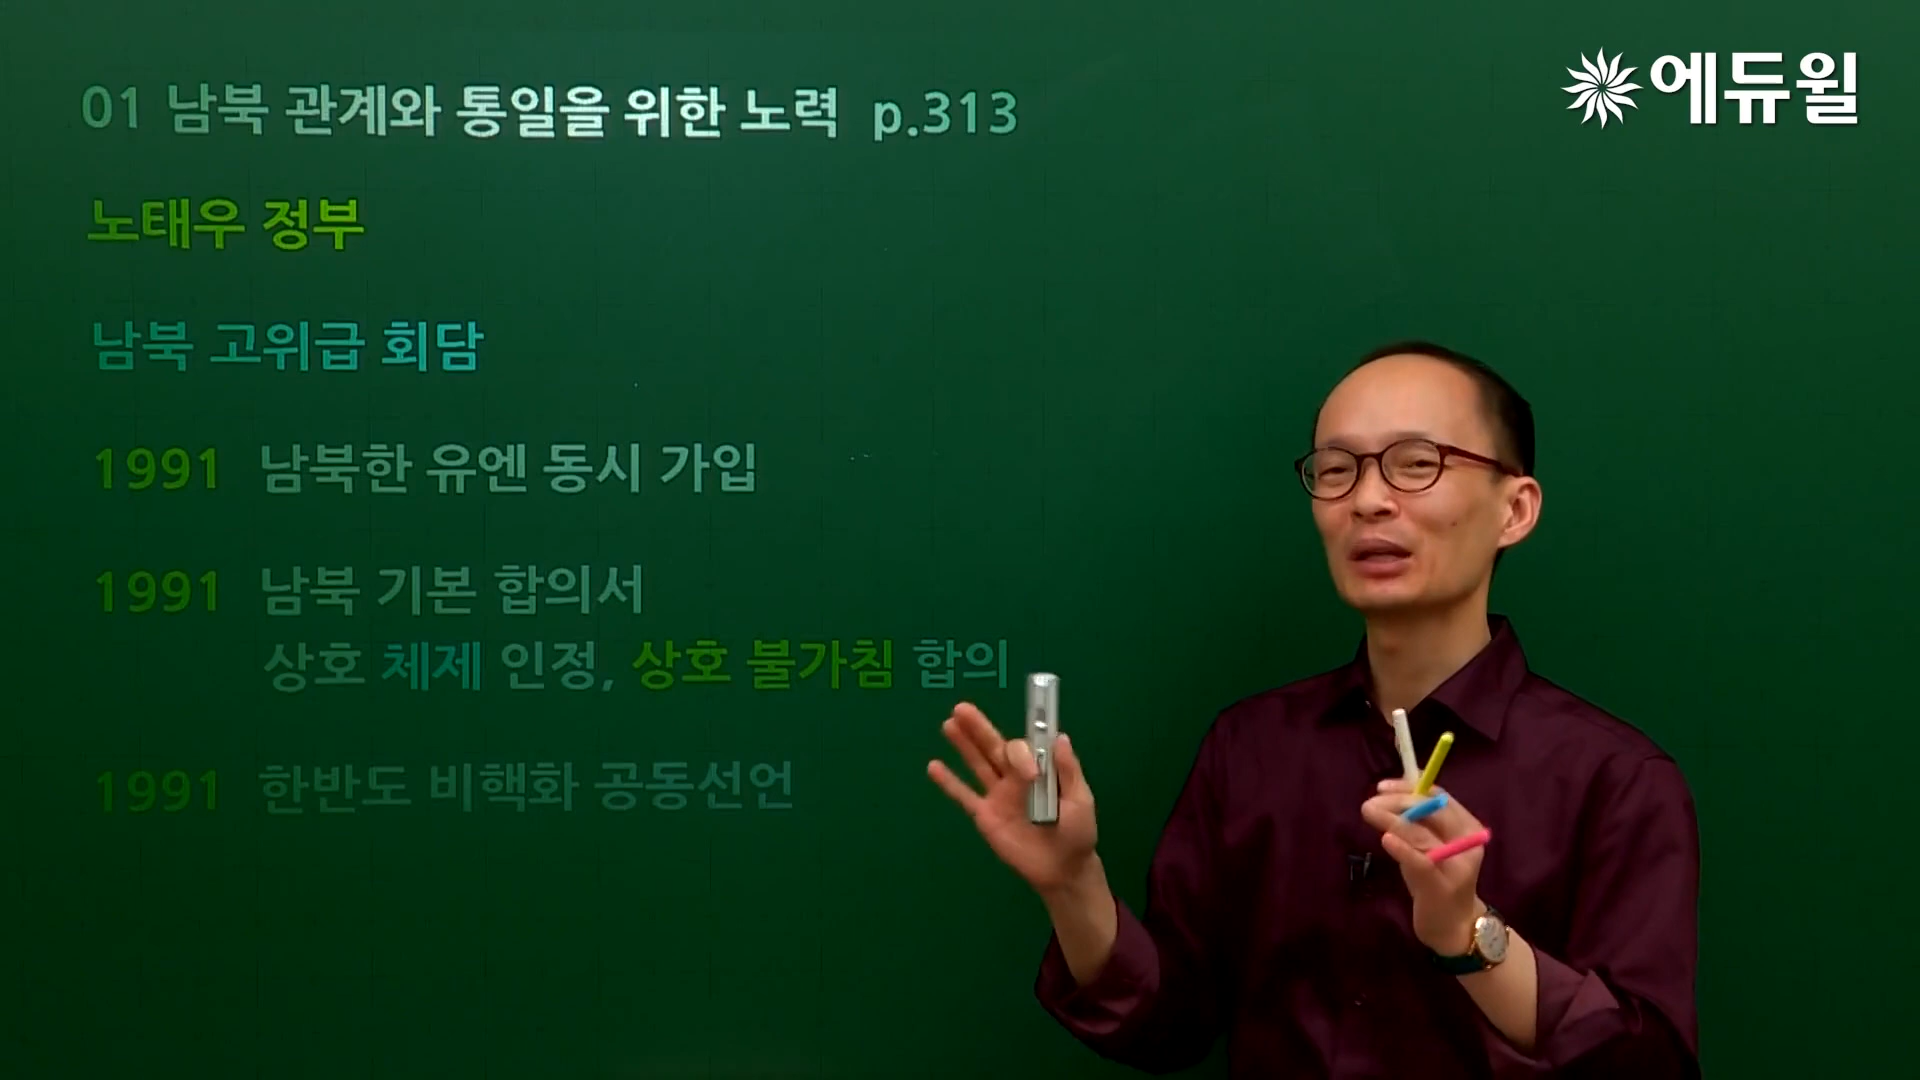 01 남북 관계와 통일을 위한 노력 p.313
에듀윌
노태우 정부
남북 고위급 회담
1991 남북한 유엔 동시 가입
1991 남북 기본 합의서
상호 체제 인정, 상호 불가침 합의
1991 한반도 비핵화 공동선언